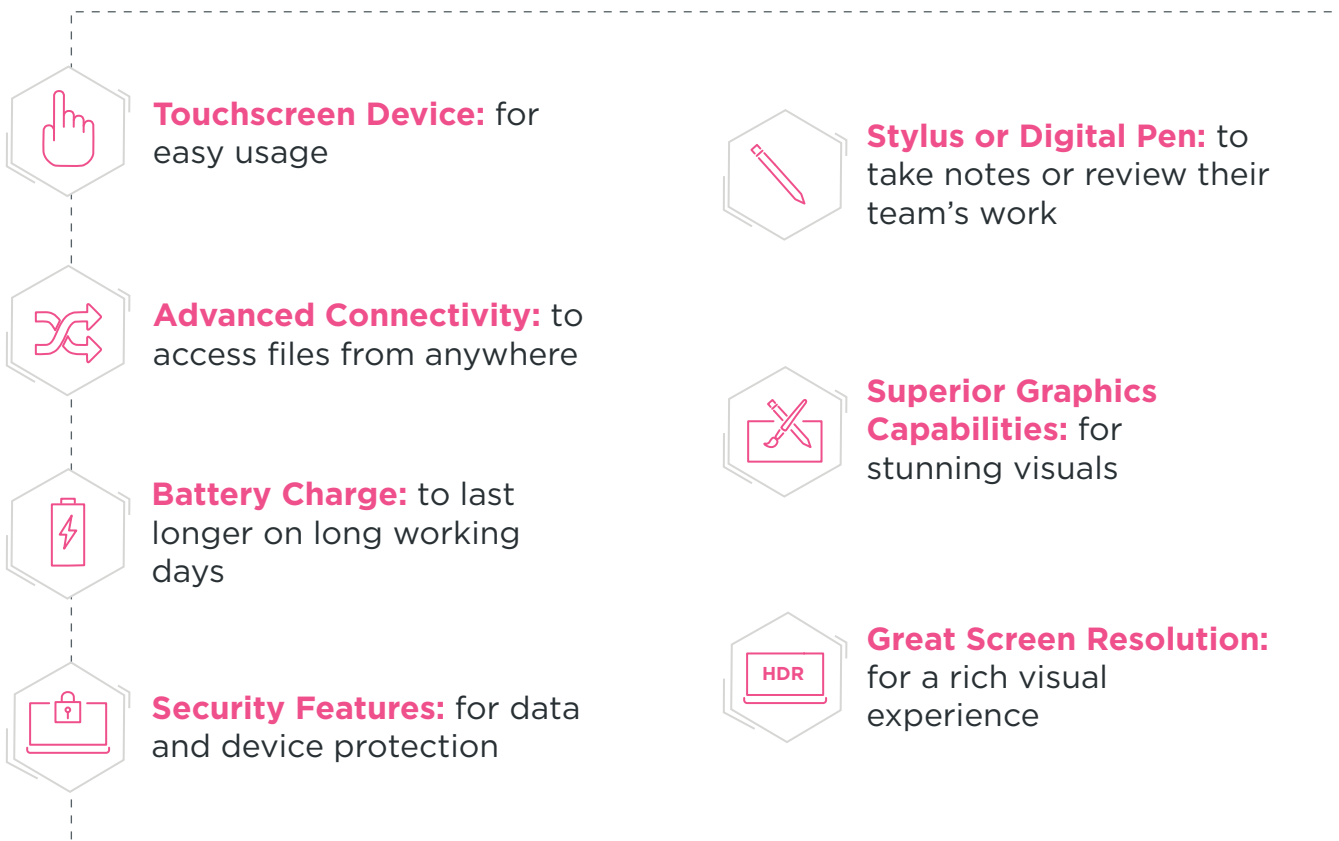 Touchscreen Device: for
easy usage
Advanced Connectivity: to
access files from anywhere
Battery Charge: to last
longer on long working
days
Security Features: for data
and device protection
Stylus or Digital Pen: to
take notes or review their
team’s work
Superior Graphics
Capabilities: for
stunning visuals
HDR
Great Screen Resolution:
for a rich visual
experience